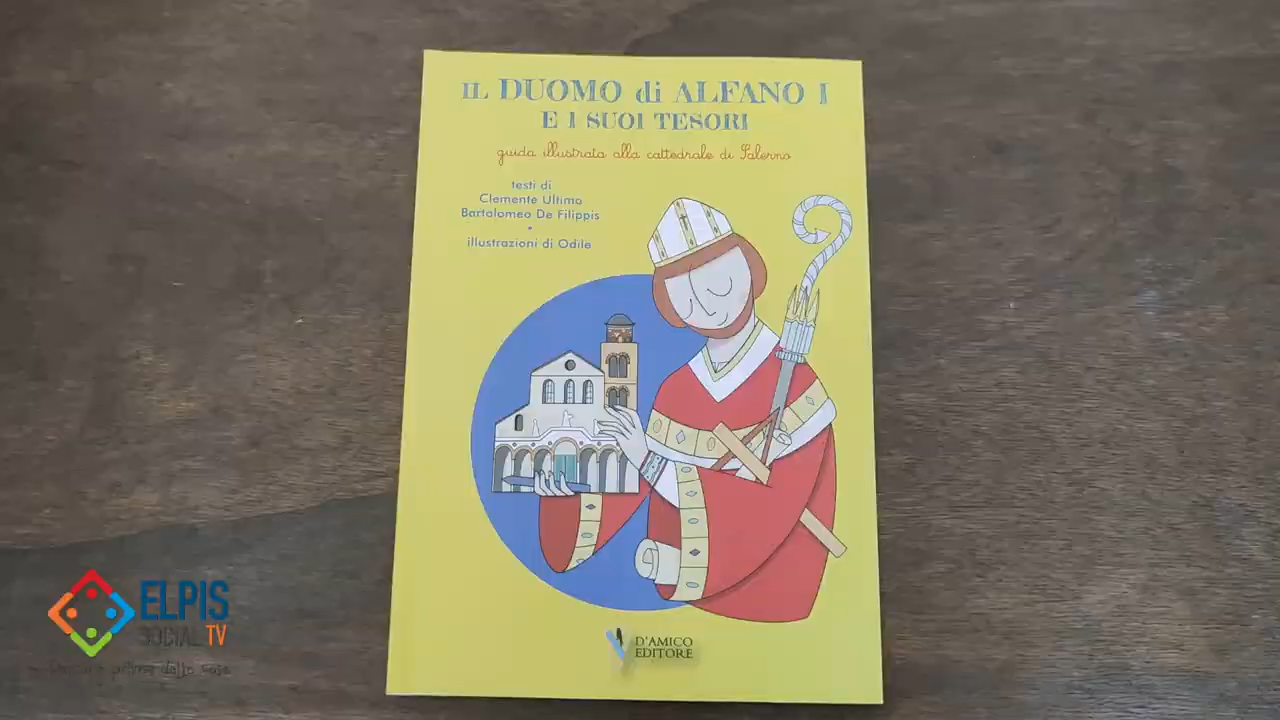 IL DUOMO di ALFANO I
E I SUOI TESORI
guida illustrata alla cattedrale di Salerno
testi di
Clemente Ultimo
Bartolomeo De Filippis
illustrazioni di Odile
D'AMICO
EDITORE
ELPIS
SOCIAL TV